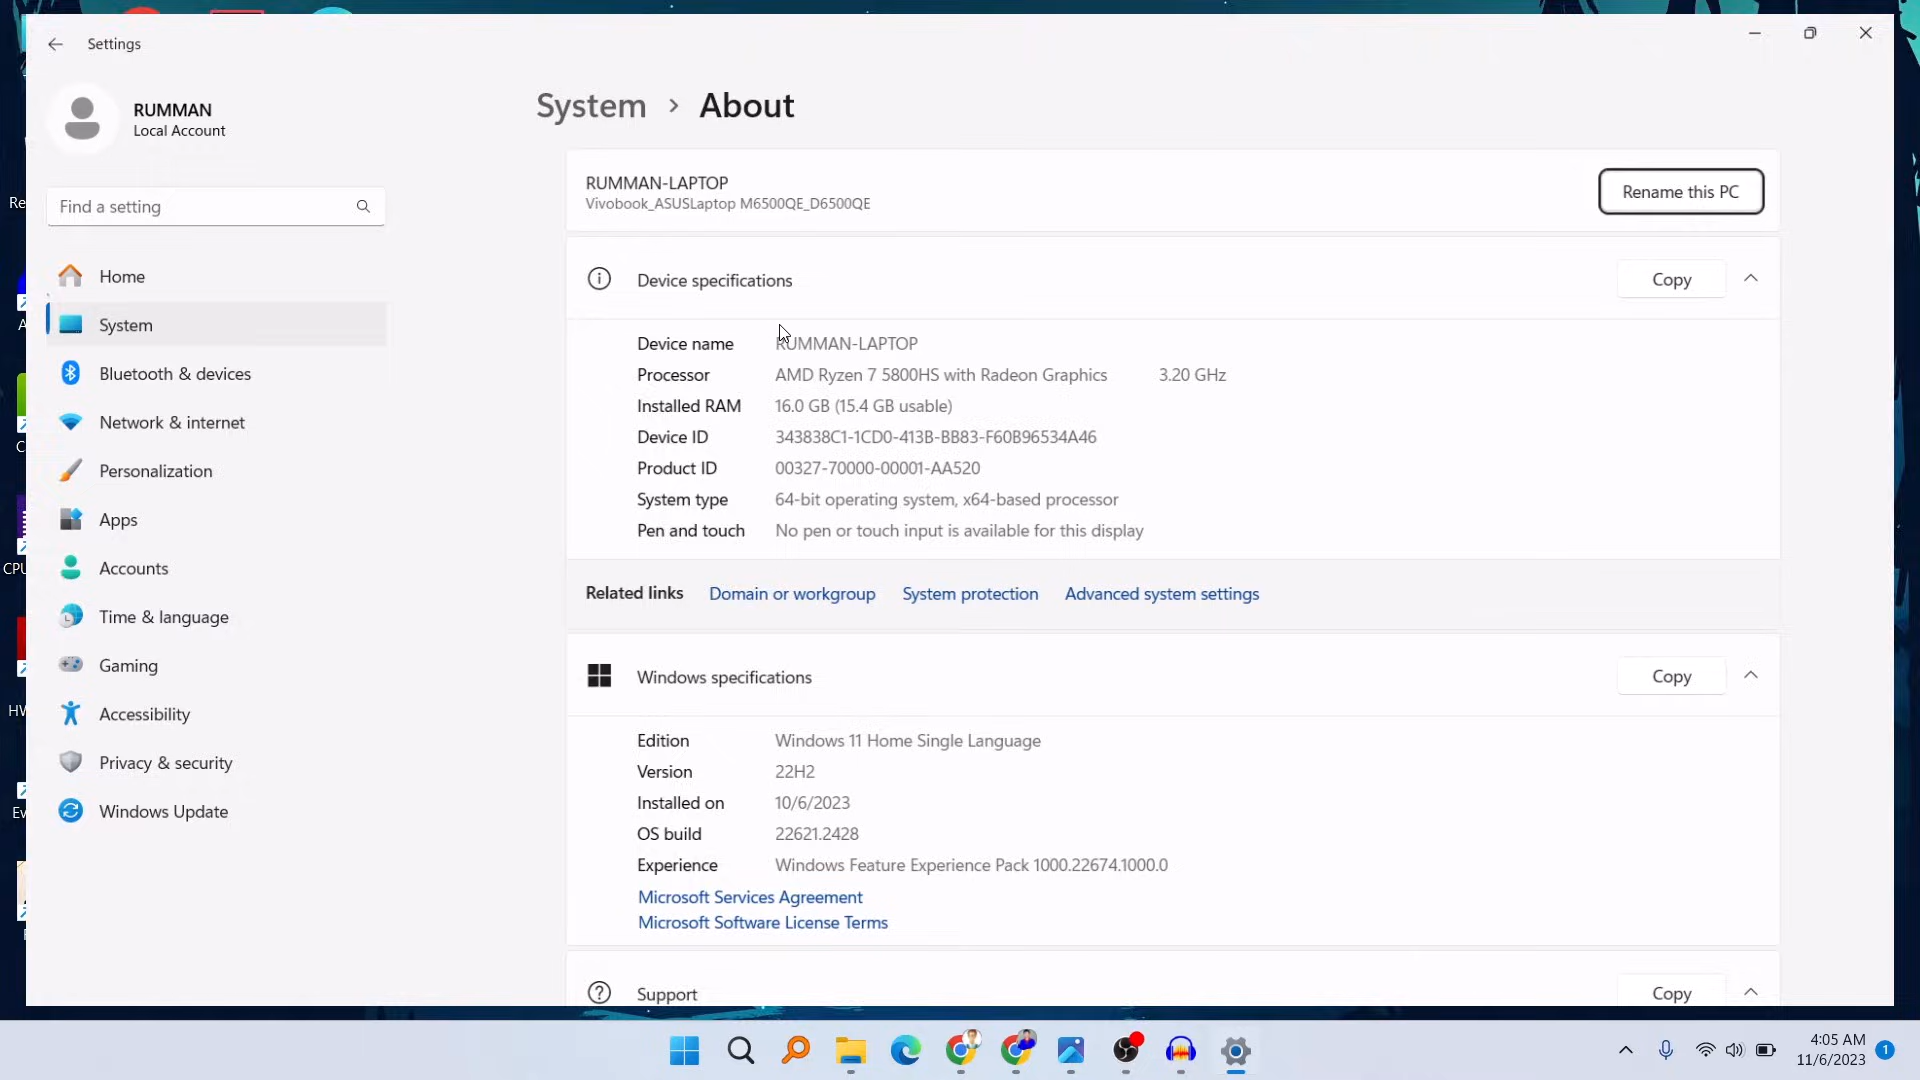 Settings
RUMMAN
Local Account
Find a setting
Home
System
Bluetooth & devices
Network & internet
Personalization
Apps
Accounts
Time & language
Gaming
Accessibility
Privacy & security
Windows Update
System > About
RUMMAN-LAPTOP
Vivobook_ASUSLaptop M6500QE_D6500QE
Rename this PC
Device specifications
Copy
Device name RUMMAN-LAPTOP
Processor AMD Ryzen 7 5800HS with Radeon Graphics 3.20 GHz
Installed RAM 16.0 GB (15.4 GB usable)
Device ID 343838C1-1CD0-413B-BB83-F60B96534A46
Product ID 00327-70000-00001-AA520
System type 64-bit operating system, x64-based processor
Pen and touch No pen or touch input is available for this display
Related links Domain or workgroup System protection Advanced system settings
Windows specifications
Copy
Edition Windows 11 Home Single Language
Version 22H2
Installed on 10/6/2023
OS build 22621.2428
Experience Windows Feature Experience Pack 1000.22674.1000.0
Microsoft Services Agreement
Microsoft Software License Terms
Support
Copy
Re
CPU
HW
Ev
4:05 AM
11/6/2023
1